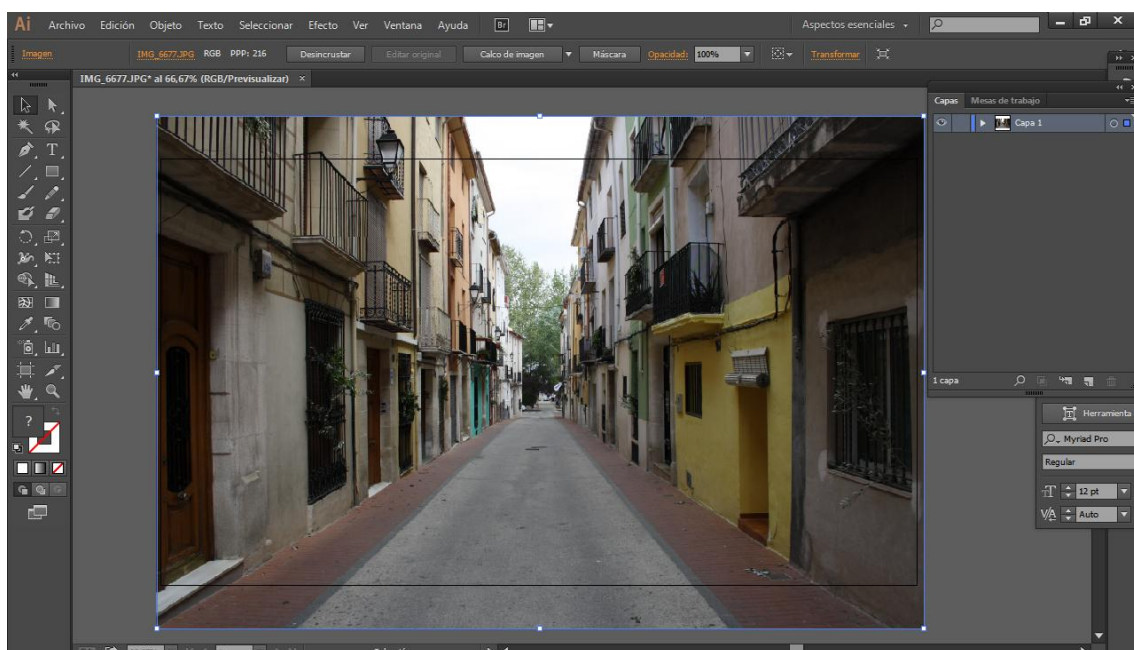 Ai Archivo Edición Objeto Texto Seleccionar Efecto Ver Ventana Ayuda Br Aspectos esenciales
Imagen IMG_6677.JPG RGB PPP: 216 Desincrustar Editar original Calco de imagen Máscara Opacidad: 100% Transformar
IMG_6677.JPG* al 66,67% (RGB/Previsualizar) ×
Capas Mesas de trabajo
Capa 1
1 capa
?
Herramienta
Myriad Pro
Regular
12 pt
Auto